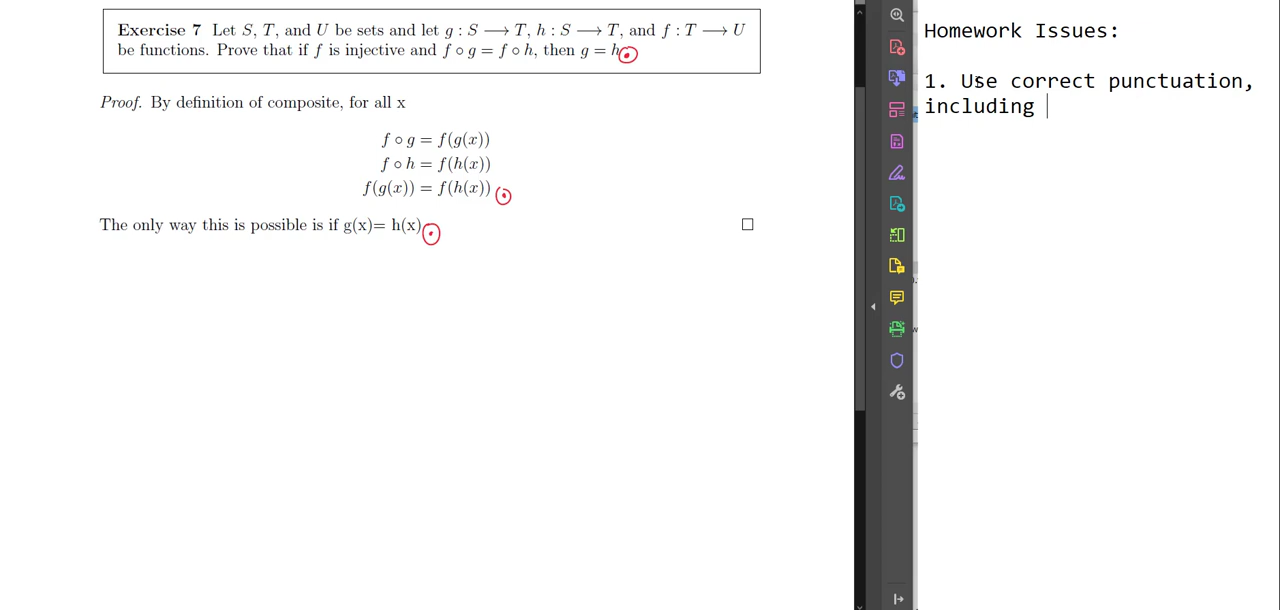 Exercise 7 Let S, T, and U be sets and let g : S ⟶ T, h : S ⟶ T, and f : T ⟶ U
be functions. Prove that if f is injective and f ∘ g = f ∘ h, then g = h.
Proof. By definition of composite, for all x
f ∘ g = f(g(x))
f ∘ h = f(h(x))
f(g(x)) = f(h(x)).
The only way this is possible is if g(x)= h(x).
□
Homework Issues:
1. Use correct punctuation,
including